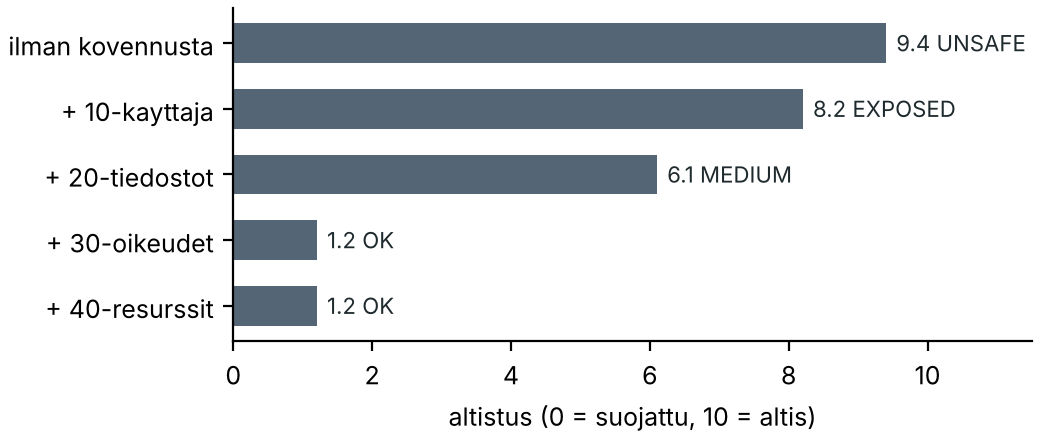 ilman kovennusta 9.4 UNSAFE
+ 10-kayttaja 8.2 EXPOSED
+ 20-tiedostot 6.1 MEDIUM
+ 30-oikeudet 1.2 OK
+ 40-resurssit 1.2 OK
0 2 4 6 8 10
altistus (0 = suojattu, 10 = altis)